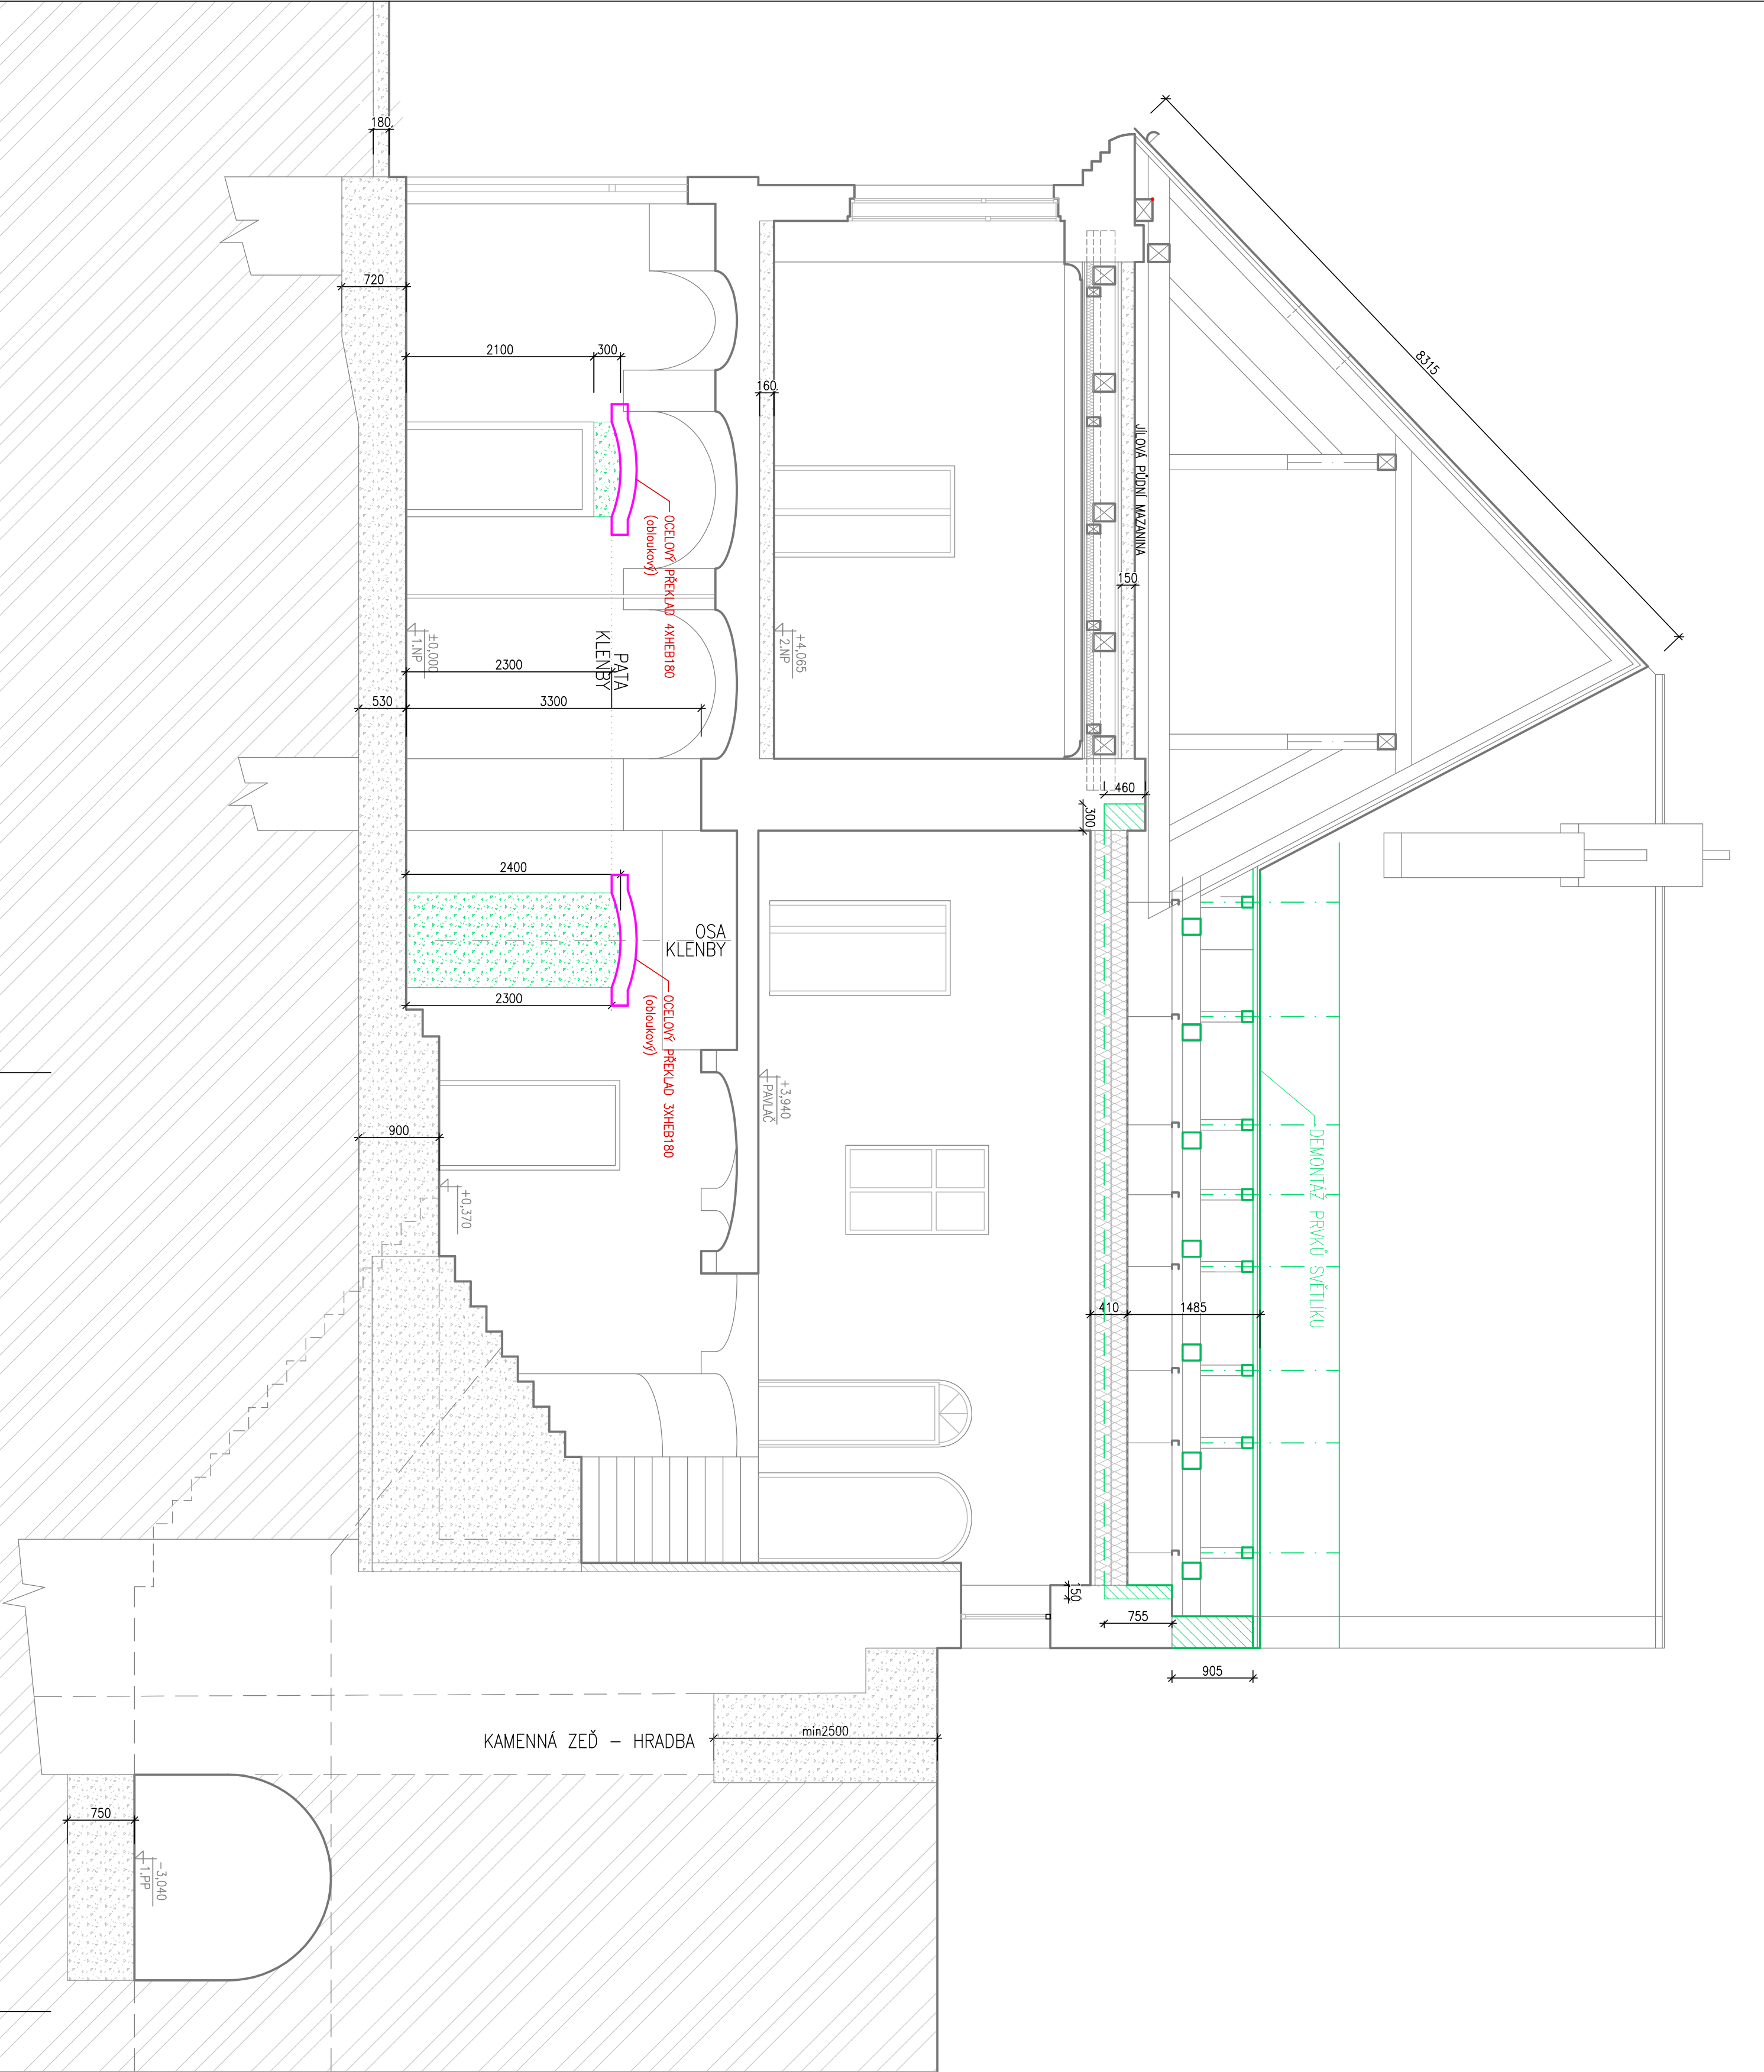 180
720
2100
300
160
8315
JÍLOVÁ PŮDNÍ MAZANINA
150
OCELOVÝ PŘEKLAD 4XHEB180
(obloukový)
±0,000
1.NP
PATA
KLENBY
+4,065
2.NP
2300
530
3300
460
300
2400
OSA
KLENBY
2300
OCELOVÝ PŘEKLAD 3XHEB180
(obloukový)
+3,940
PAVLAČ
900
+0,370
DEMONTÁŽ PRVKŮ SVĚTLÍKU
410
1485
150
755
905
KAMENNÁ ZEĎ – HRADBA
min2500
750
-3,040
1.PP